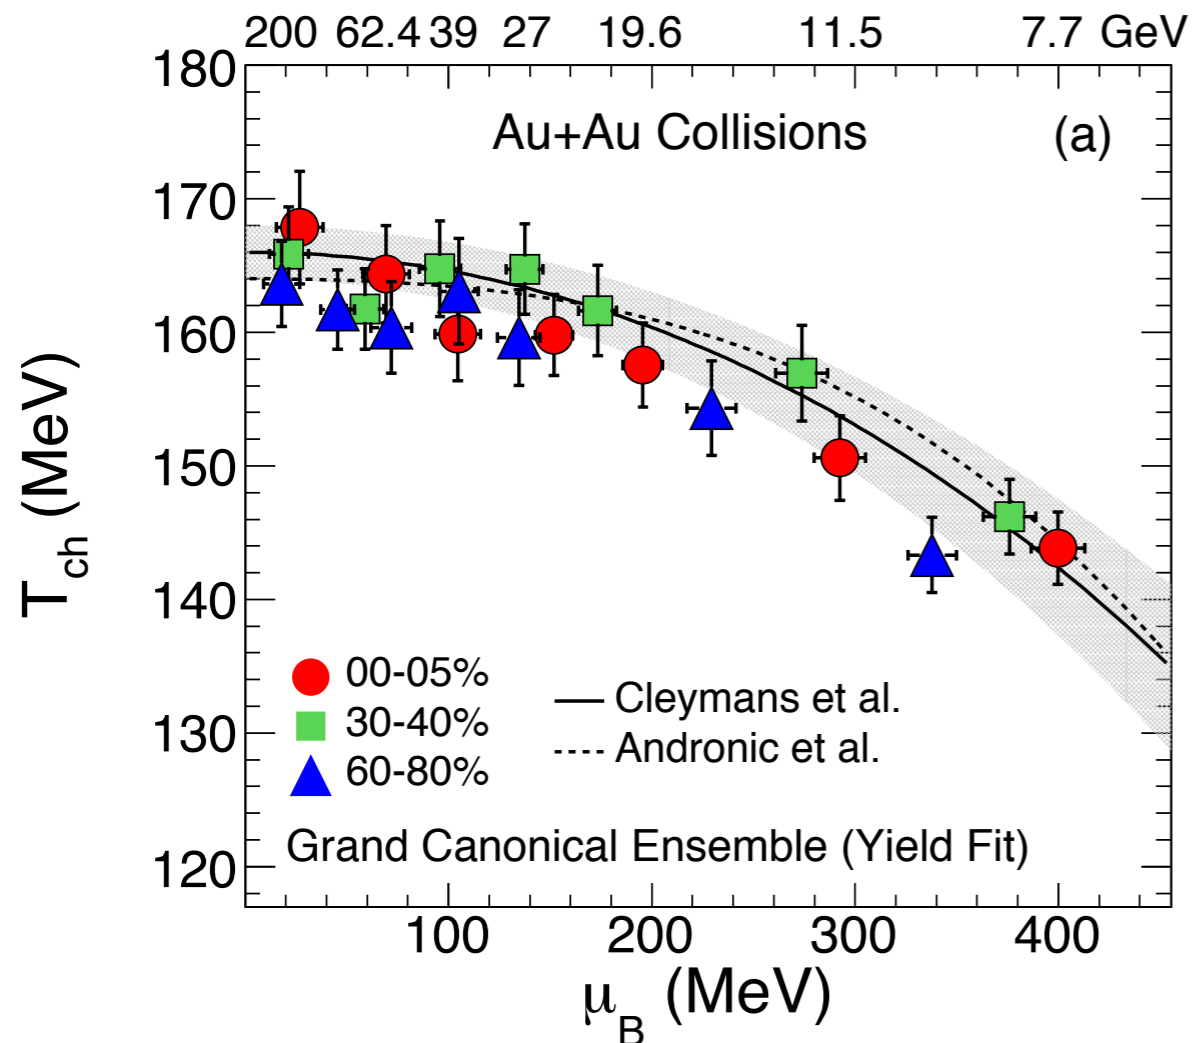 200 62.4 39 27 19.6 11.5 7.7 GeV
Au+Au Collisions (a)
180
170
160
150
140
130
120
T_ch (MeV)
00-05%
30-40%
60-80%
Cleymans et al.
Andronic et al.
Grand Canonical Ensemble (Yield Fit)
100 200 300 400
μ_B (MeV)